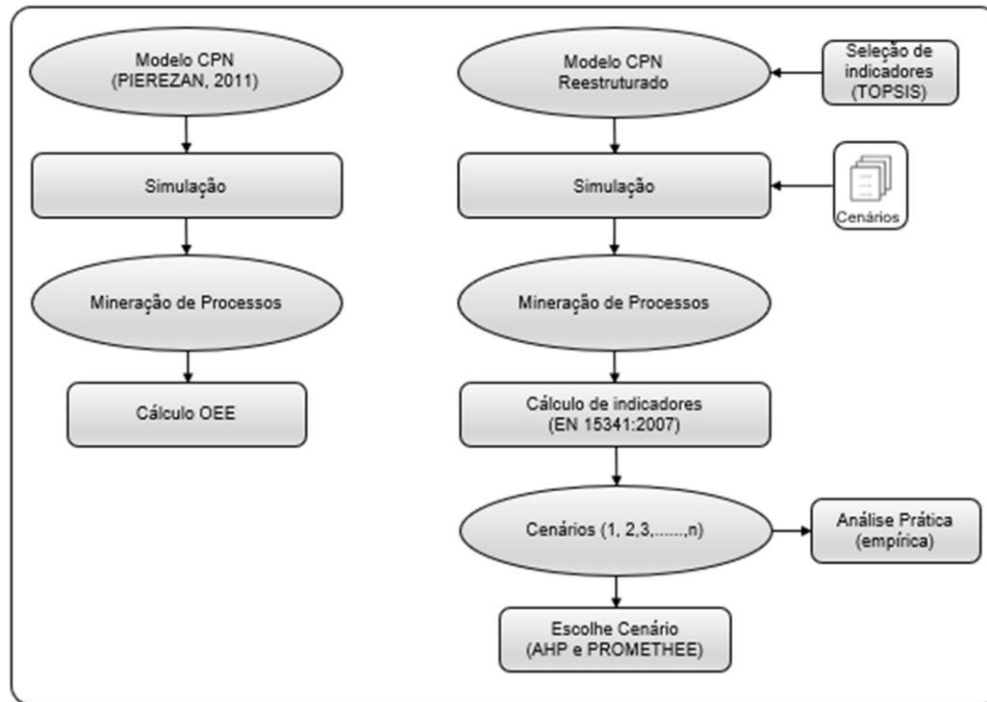 Modelo CPN
(PIEREZAN, 2011)
Simulação
Mineração de Processos
Cálculo OEE
Modelo CPN
Reestruturado
Seleção de
indicadores
(TOPSIS)
Simulação
Cenários
Mineração de Processos
Cálculo de indicadores
(EN 15341:2007)
Cenários (1, 2,3,......,n)
Análise Prática
(empírica)
Escolhe Cenário
(AHP e PROMETHEE)